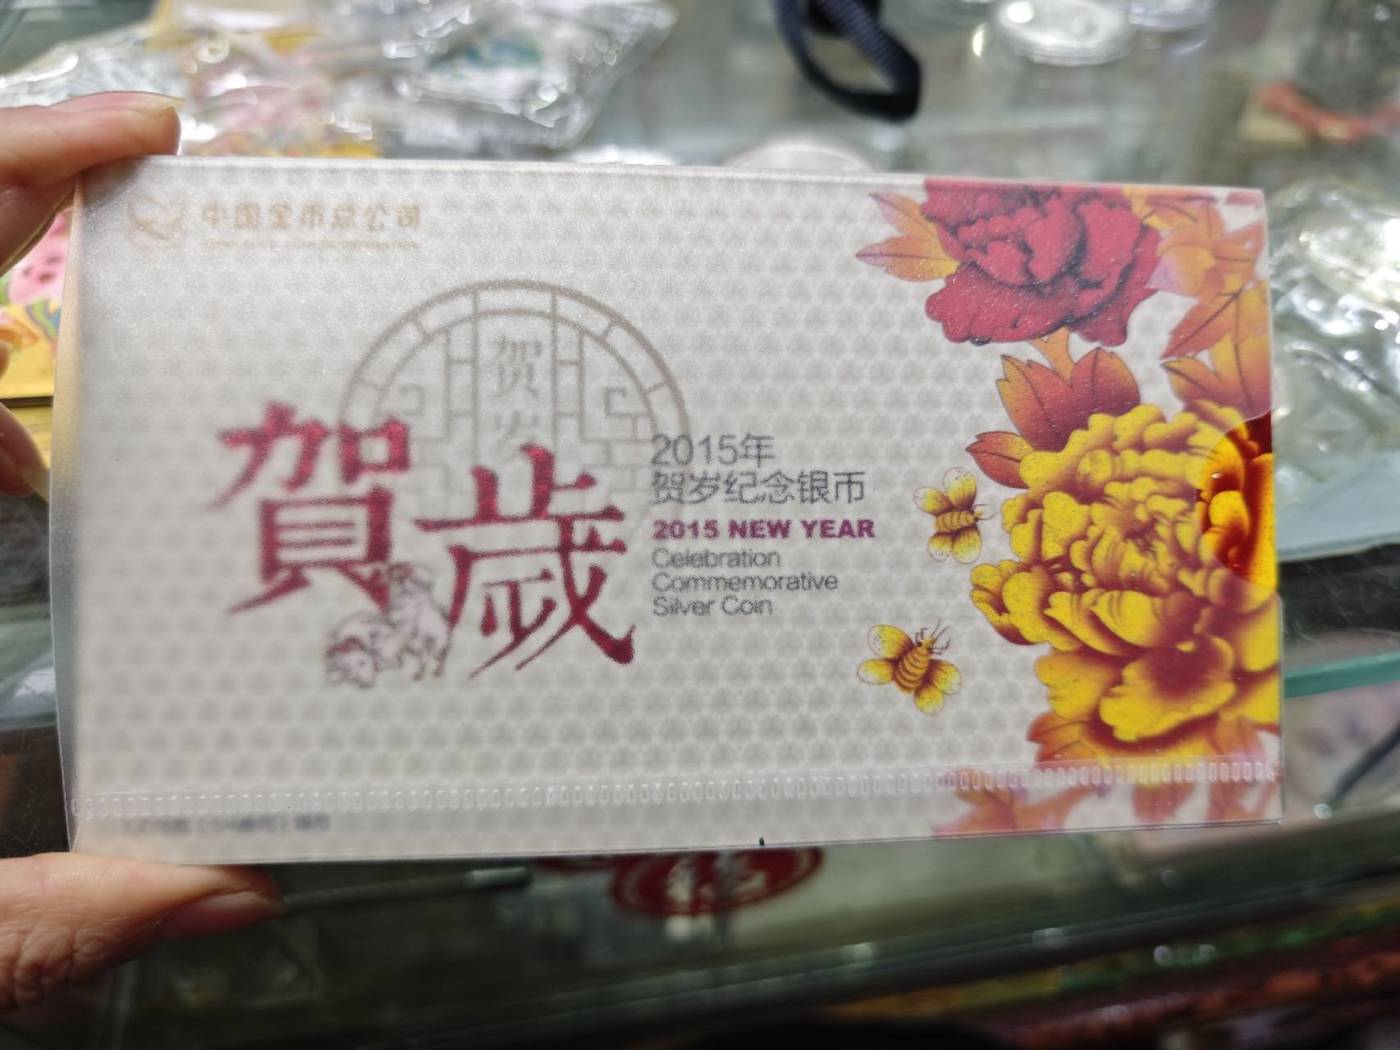 中国金币总公司
贺岁
賀歲
2015年
贺岁纪念银币
2015 NEW YEAR
Celebration
Commemorative
Silver Coin